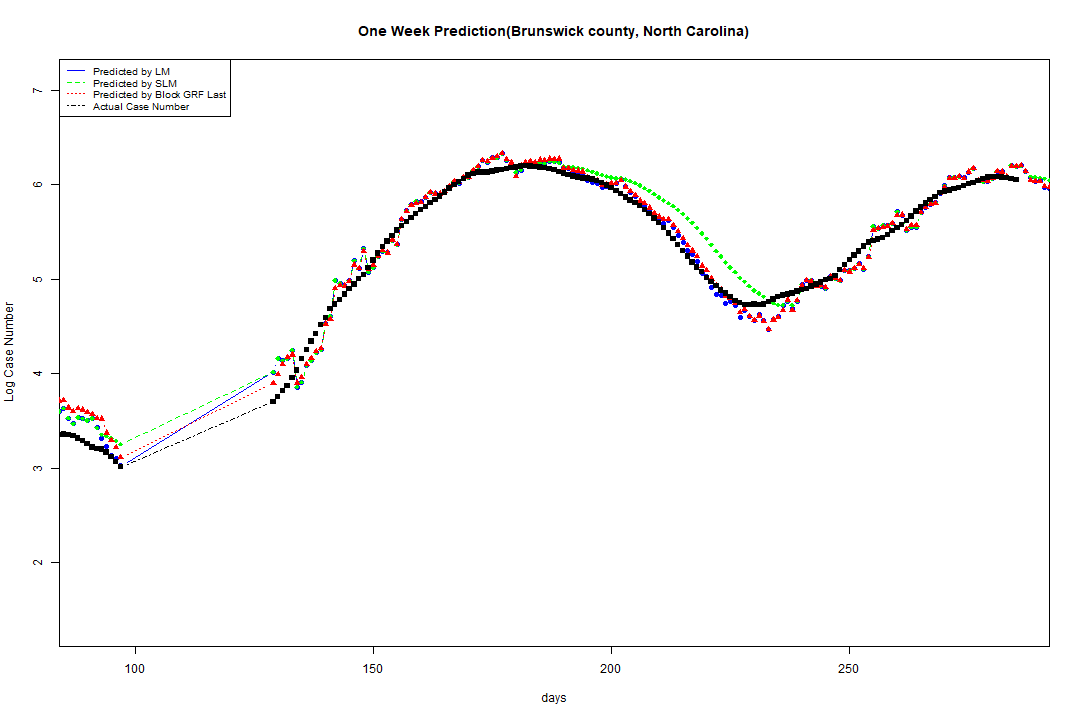 One Week Prediction(Brunswick county, North Carolina)
Predicted by LM
Predicted by SLM
Predicted by Block GRF Last
Actual Case Number
7
6
5
4
3
2
Log Case Number
100
150
200
250
days